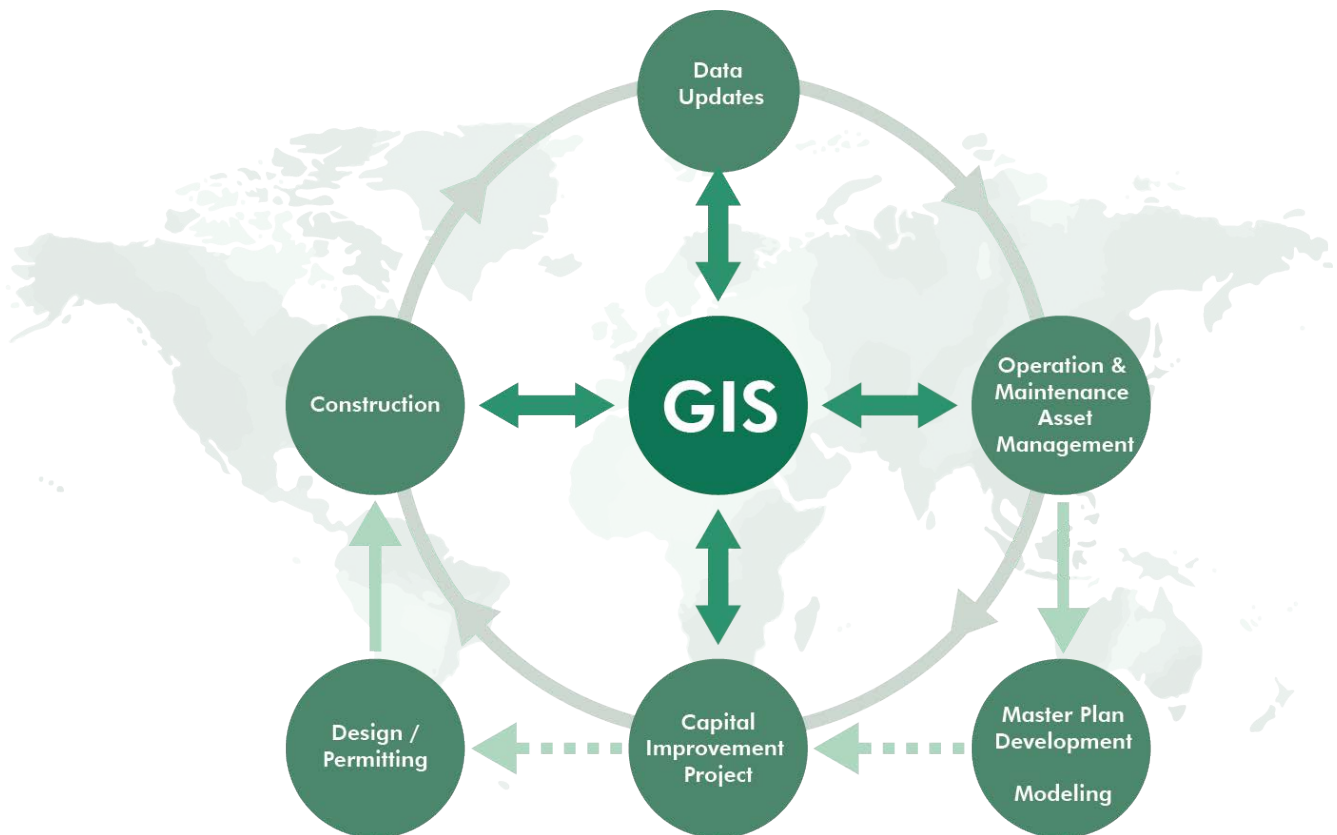 Data
Updates
Construction
GIS
Operation &
Maintenance
Asset
Management
Design /
Permitting
Capital
Improvement
Project
Master Plan
Development
Modeling